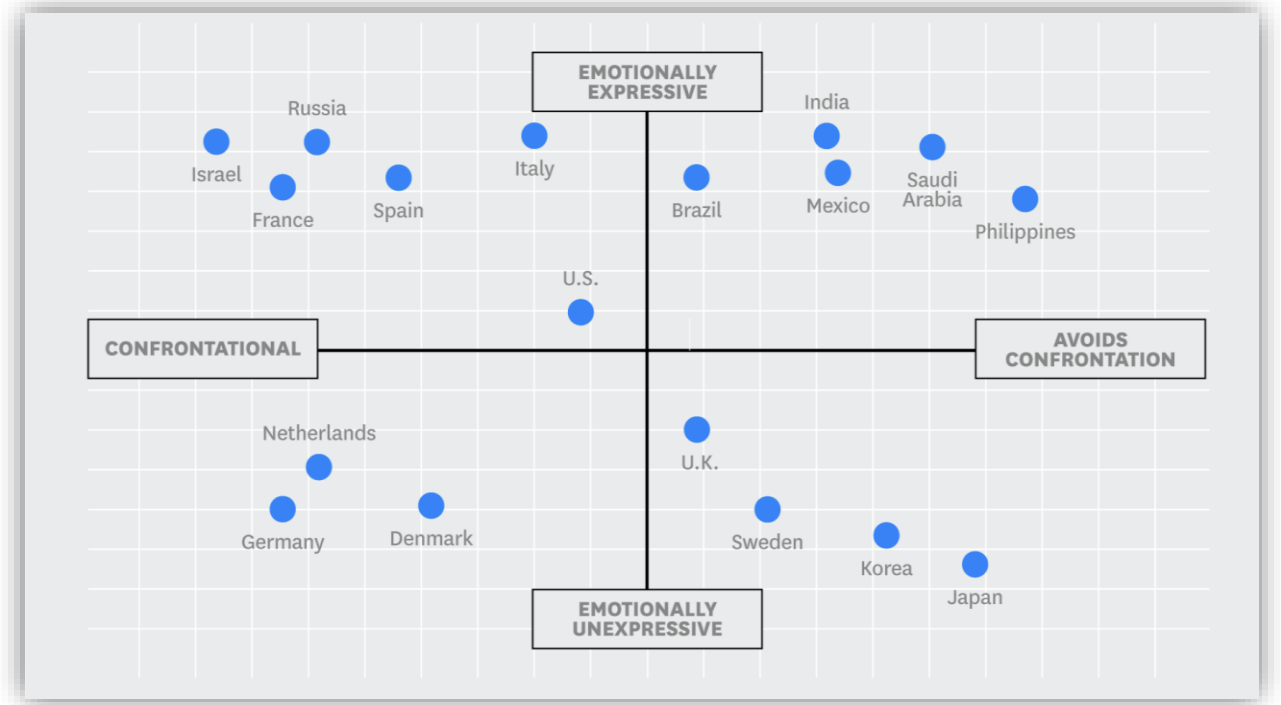 EMOTIONALLY
EXPRESSIVE
India
Russia
Israel
Italy
Saudi
Arabia
France
Spain
Brazil
Mexico
Philippines
U.S.
CONFRONTATIONAL
AVOIDS
CONFRONTATION
Netherlands
U.K.
Germany
Denmark
Sweden
Korea
Japan
EMOTIONALLY
UNEXPRESSIVE